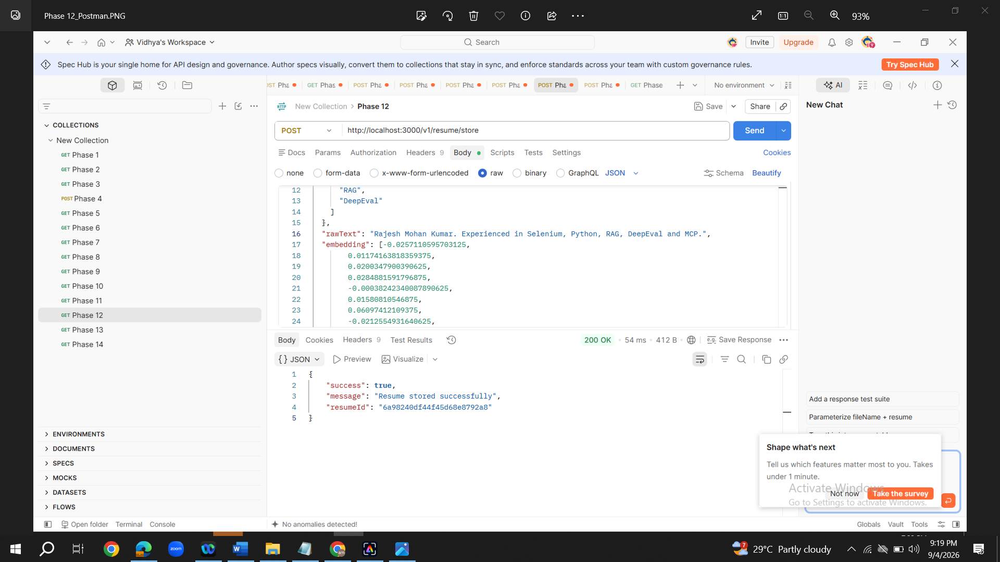 Phase 12_Postman.PNG
93%
Vidhya's Workspace
Search
Invite
Upgrade
Spec Hub is your single home for API design and governance. Author specs visually, convert them to collections that stay in sync, and enforce standards across your team with custom governance rules.
Try Spec Hub
OST Pha
GET Phas
POST Pha
POST Pha
POST Pha
POST Pha
POST Pha
POST Pha
GET Phase
No environment
AI
New Collection > Phase 12
Save
Share
New Chat
COLLECTIONS
New Collection
GET Phase 1
GET Phase 2
GET Phase 3
POST Phase 4
GET Phase 5
GET Phase 6
GET Phase 7
GET Phase 8
GET Phase 9
GET Phase 10
GET Phase 11
GET Phase 12
GET Phase 13
GET Phase 14
ENVIRONMENTS
DOCUMENTS
SPECS
MOCKS
DATASETS
FLOWS
HTTP
POST
http://localhost:3000/v1/resume/store
Send
Docs Params Authorization Headers 9 Body Scripts Tests Settings
Cookies
none form-data x-www-form-urlencoded raw binary GraphQL JSON
Schema Beautify
12 "RAG",
13 "DeepEval"
14 ]
15 },
16 "rawText": "Rajesh Mohan Kumar. Experienced in Selenium, Python, RAG, DeepEval and MCP.",
17 "embedding": [-0.0257110595703125,
18 0.01174163818359375,
19 0.0200347900390625,
20 0.0284881591796875,
21 -0.00038242340087890625,
22 0.01580810546875,
23 0.06097412109375,
24 -0.0212554931640625,
Body Cookies Headers 9 Test Results
200 OK • 54 ms • 412 B
e.g. Save Response
{} JSON Preview Visualize
1 {
2 "success": true,
3 "message": "Resume stored successfully",
4 "resumeId": "6a98240df44f45d68e8792a8"
5 }
Add a response test suite
Parameterize fileName + resume
Shape what's next
Tell us which features matter most to you. Takes
under 1 minute.
Not now
Take the survey
Activate Windows
Go to Settings to activate Windows.
Open folder Terminal Console
No anomalies detected!
Globals Vault Tools
zoom
W
am
7
29°C Partly cloudy
9:19 PM
9/4/2026